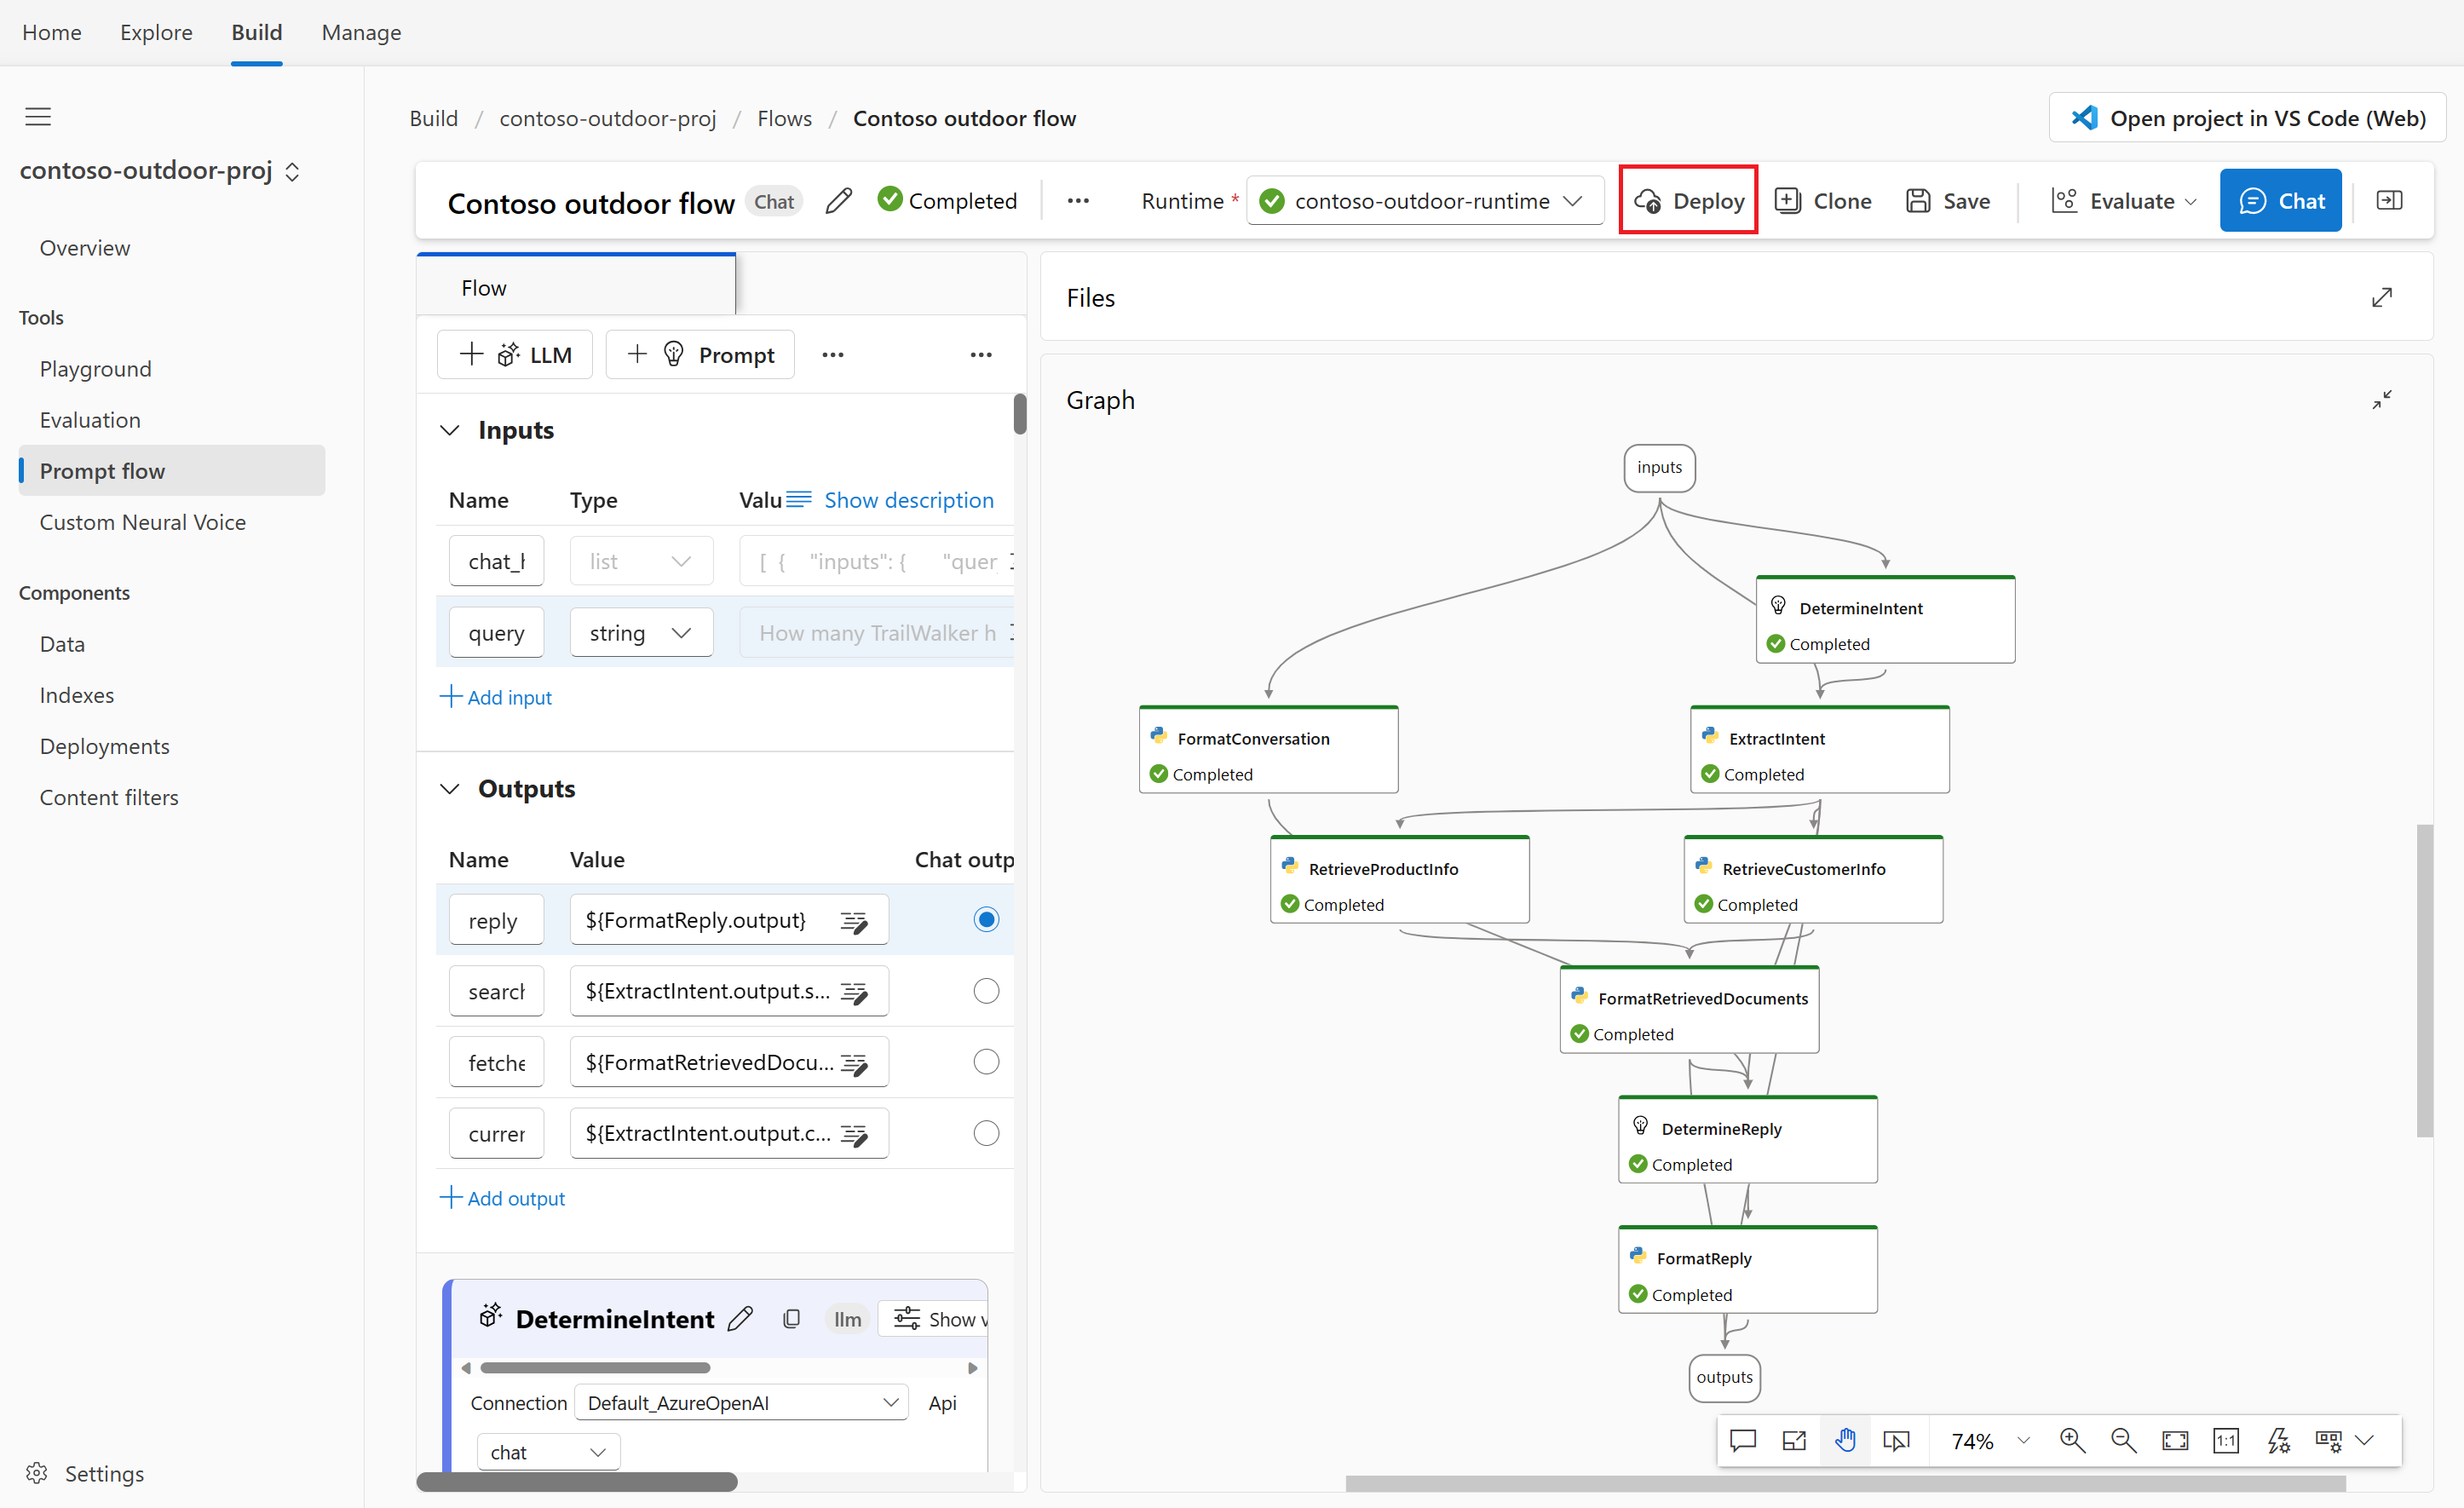 Home Explore Build Manage
contoso-outdoor-proj
Overview
Tools
Playground
Evaluation
Prompt flow
Custom Neural Voice
Components
Data
Indexes
Deployments
Content filters
Settings
Build / contoso-outdoor-proj / Flows / Contoso outdoor flow
Open project in VS Code (Web)
Contoso outdoor flow Chat Completed ... Runtime * contoso-outdoor-runtime Deploy Clone Save Evaluate Chat
Flow
+ LLM + Prompt ... ...
Inputs
Name Type Valu Show description
chat_h list [ { "inputs": { "quer
query string How many TrailWalker h
+ Add input
Outputs
Name Value Chat outp
reply ${FormatReply.output}
search ${ExtractIntent.output.s...
fetche ${FormatRetrievedDocu...
currer ${ExtractIntent.output.c...
+ Add output
DetermineIntent llm Show v
Connection Default_AzureOpenAI Api
chat
Files
Graph
inputs
DetermineIntent
Completed
FormatConversation
Completed
ExtractIntent
Completed
RetrieveProductInfo
Completed
RetrieveCustomerInfo
Completed
FormatRetrievedDocuments
Completed
DetermineReply
Completed
FormatReply
Completed
outputs
74% 1:1